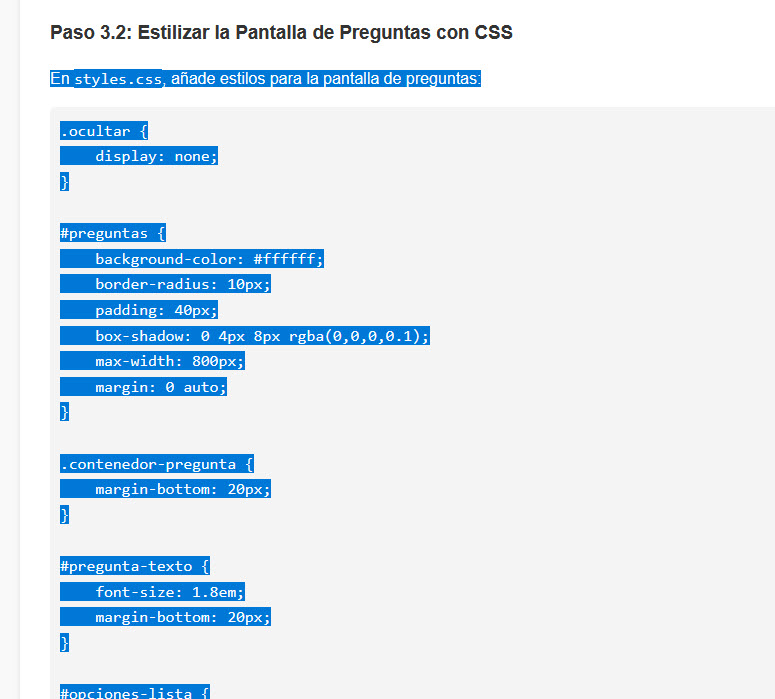 Paso 3.2: Estilizar la Pantalla de Preguntas con CSS
En styles.css, añade estilos para la pantalla de preguntas:
.ocultar {
    display: none;
}
#preguntas {
    background-color: #ffffff;
    border-radius: 10px;
    padding: 40px;
    box-shadow: 0 4px 8px rgba(0,0,0,0.1);
    max-width: 800px;
    margin: 0 auto;
}
.contenedor-pregunta {
    margin-bottom: 20px;
}
#pregunta-texto {
    font-size: 1.8em;
    margin-bottom: 20px;
}
#opciones-lista {